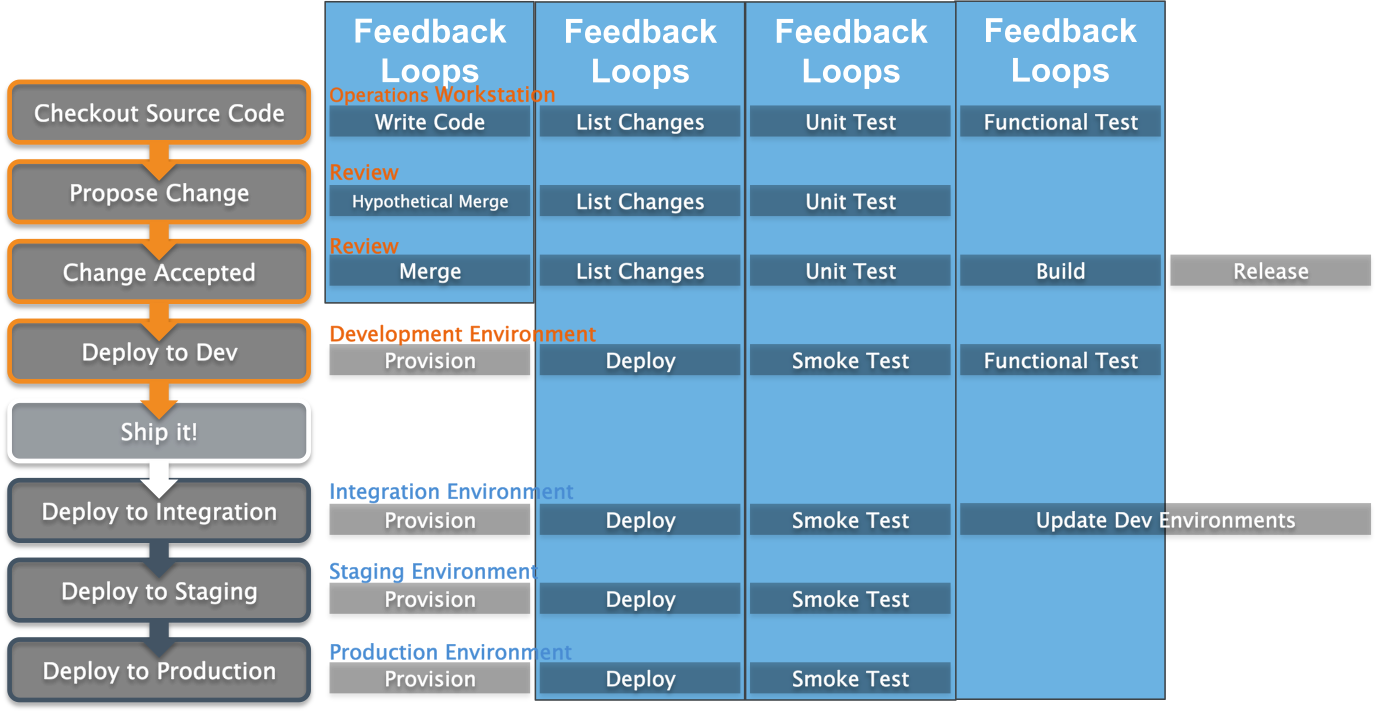 Feedback
Loops
Feedback
Loops
Feedback
Loops
Feedback
Loops
Checkout Source Code
Operations Workstation
Write Code
List Changes
Unit Test
Functional Test
Propose Change
Review
Hypothetical Merge
List Changes
Unit Test
Change Accepted
Review
Merge
List Changes
Unit Test
Build
Release
Deploy to Dev
Development Environment
Provision
Deploy
Smoke Test
Functional Test
Ship it!
Deploy to Integration
Integration Environment
Provision
Deploy
Smoke Test
Update Dev Environments
Deploy to Staging
Staging Environment
Provision
Deploy
Smoke Test
Deploy to Production
Production Environment
Provision
Deploy
Smoke Test